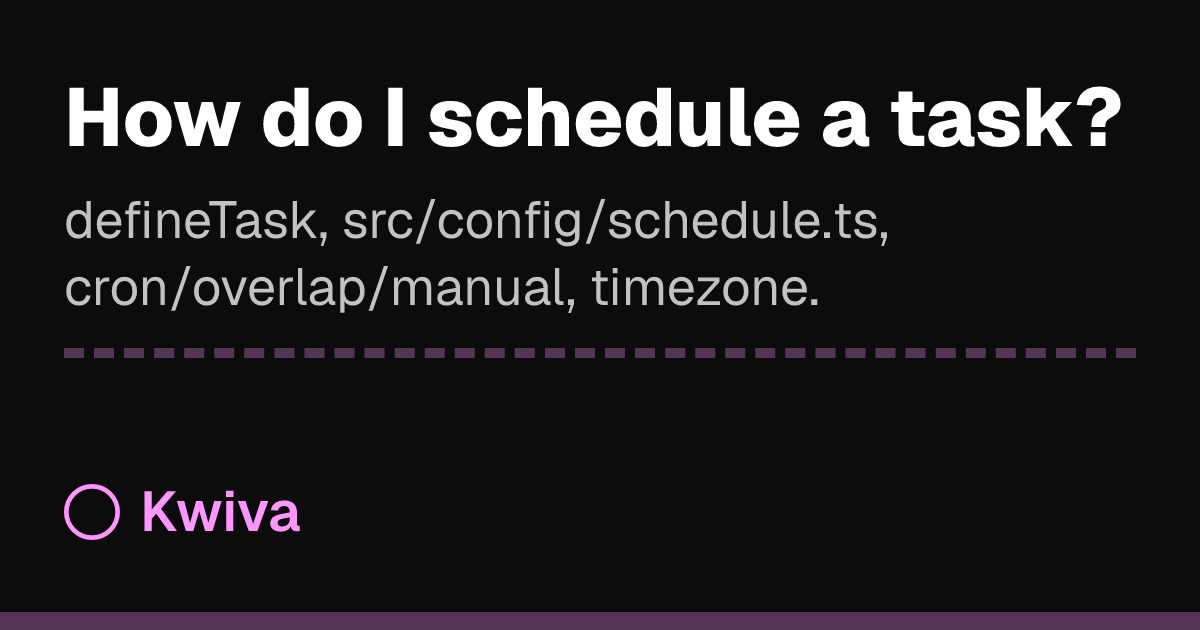 How do I schedule a task?
defineTask, src/config/schedule.ts,
cron/overlap/manual, timezone.
Kwiva